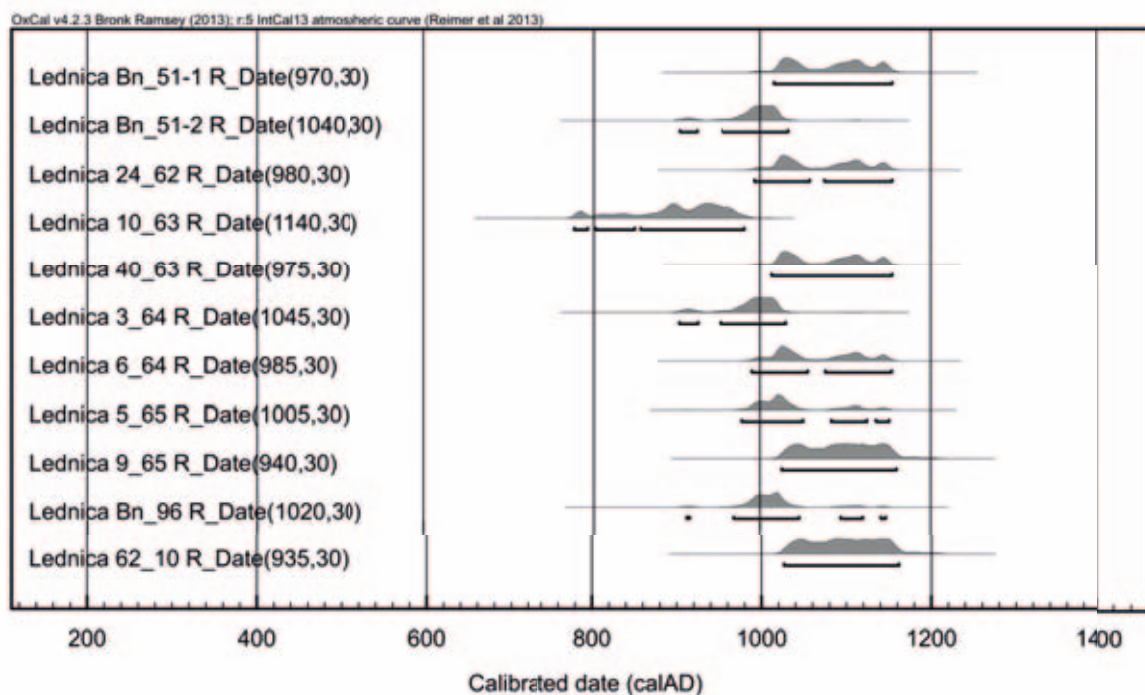 OxCal v4.2.3 Bronk Ramsey (2013); r:5 IntCal13 atmospheric curve (Reimer et al 2013)
Lednica Bn_51-1 R_Date(970,30)
Lednica Bn_51-2 R_Date(1040,30)
Lednica 24_62 R_Date(980,30)
Lednica 10_63 R_Date(1140,30)
Lednica 40_63 R_Date(975,30)
Lednica 3_64 R_Date(1045,30)
Lednica 6_64 R_Date(985,30)
Lednica 5_65 R_Date(1005,30)
Lednica 9_65 R_Date(940,30)
Lednica Bn_96 R_Date(1020,30)
Lednica 62_10 R_Date(935,30)
200 400 600 800 1000 1200 1400
Calibrated date (calAD)